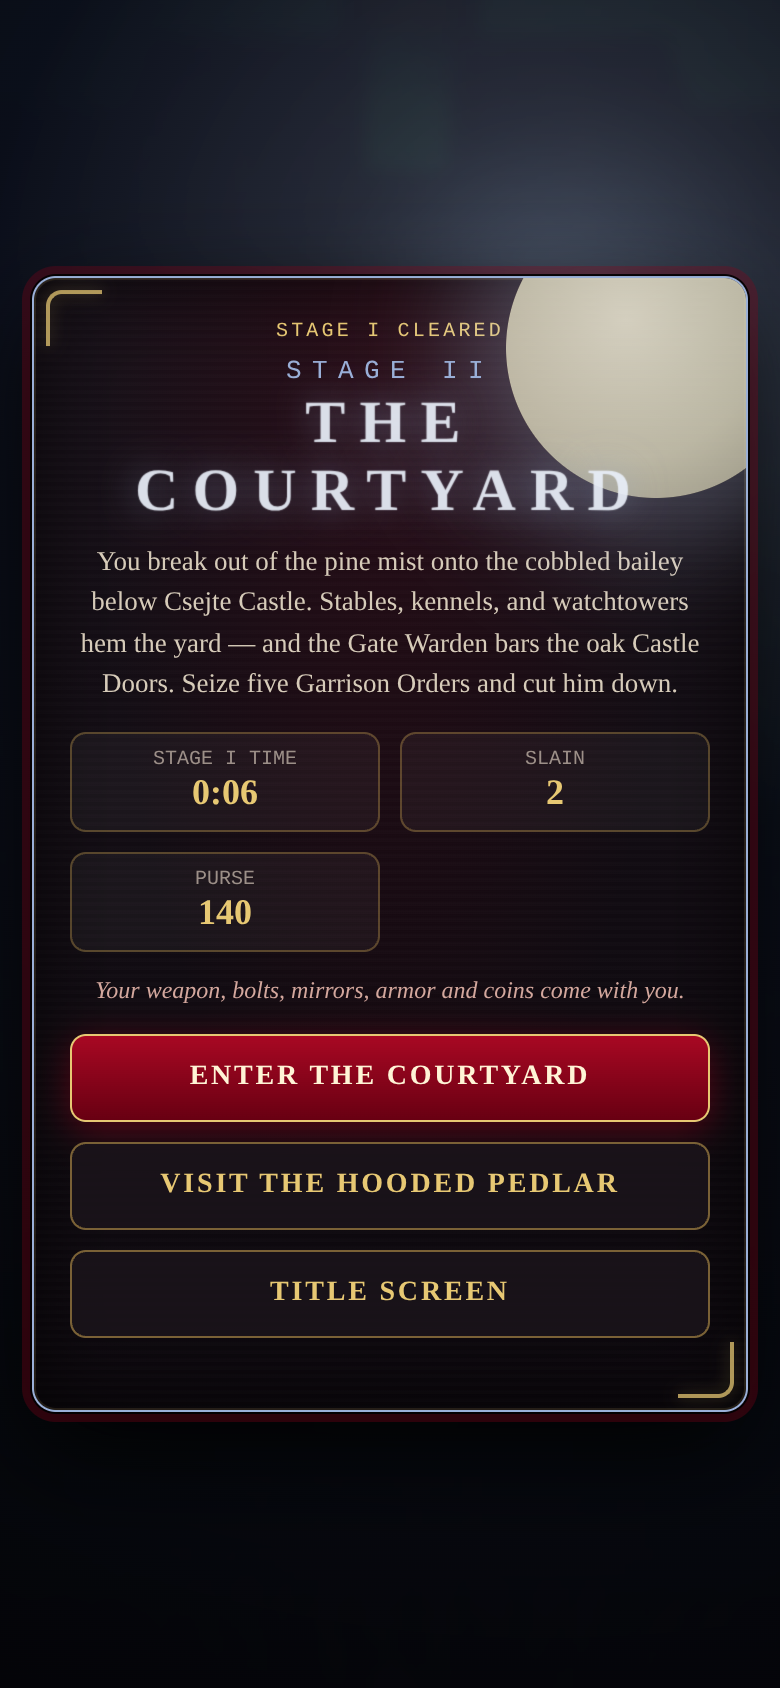 STAGE I CLEARED
STAGE II
THE
COURTYARD
You break out of the pine mist onto the cobbled bailey
below Csejte Castle. Stables, kennels, and watchtowers
hem the yard — and the Gate Warden bars the oak Castle
Doors. Seize five Garrison Orders and cut him down.
STAGE I TIME
0:06
SLAIN
2
PURSE
140
Your weapon, bolts, mirrors, armor and coins come with you.
ENTER THE COURTYARD
VISIT THE HOODED PEDLAR
TITLE SCREEN